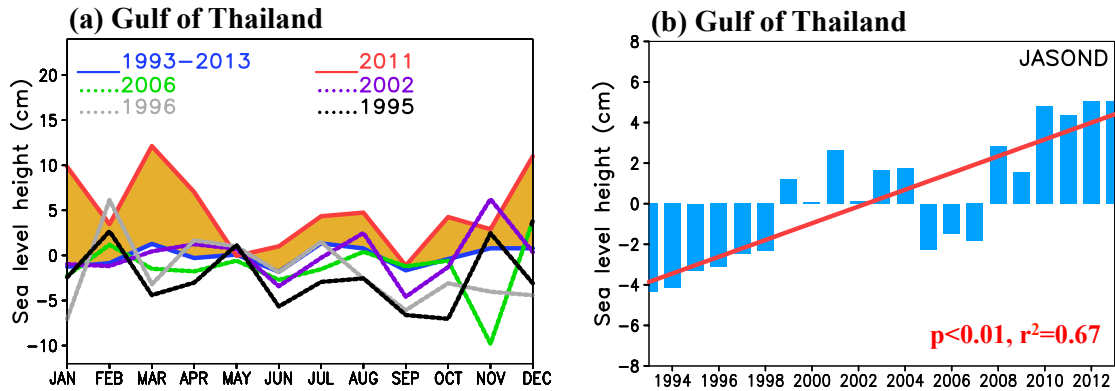 (a) Gulf of Thailand
Sea level height (cm)
20
15
10
5
0
-5
-10
1993-2013
2011
2006
2002
1996
1995
JAN FEB MAR APR MAY JUN JUL AUG SEP OCT NOV DEC
(b) Gulf of Thailand
Sea level height (cm)
8
6
4
2
0
-2
-4
-6
-8
JASOND
p<0.01, r²=0.67
1994 1996 1998 2000 2002 2004 2006 2008 2010 2012